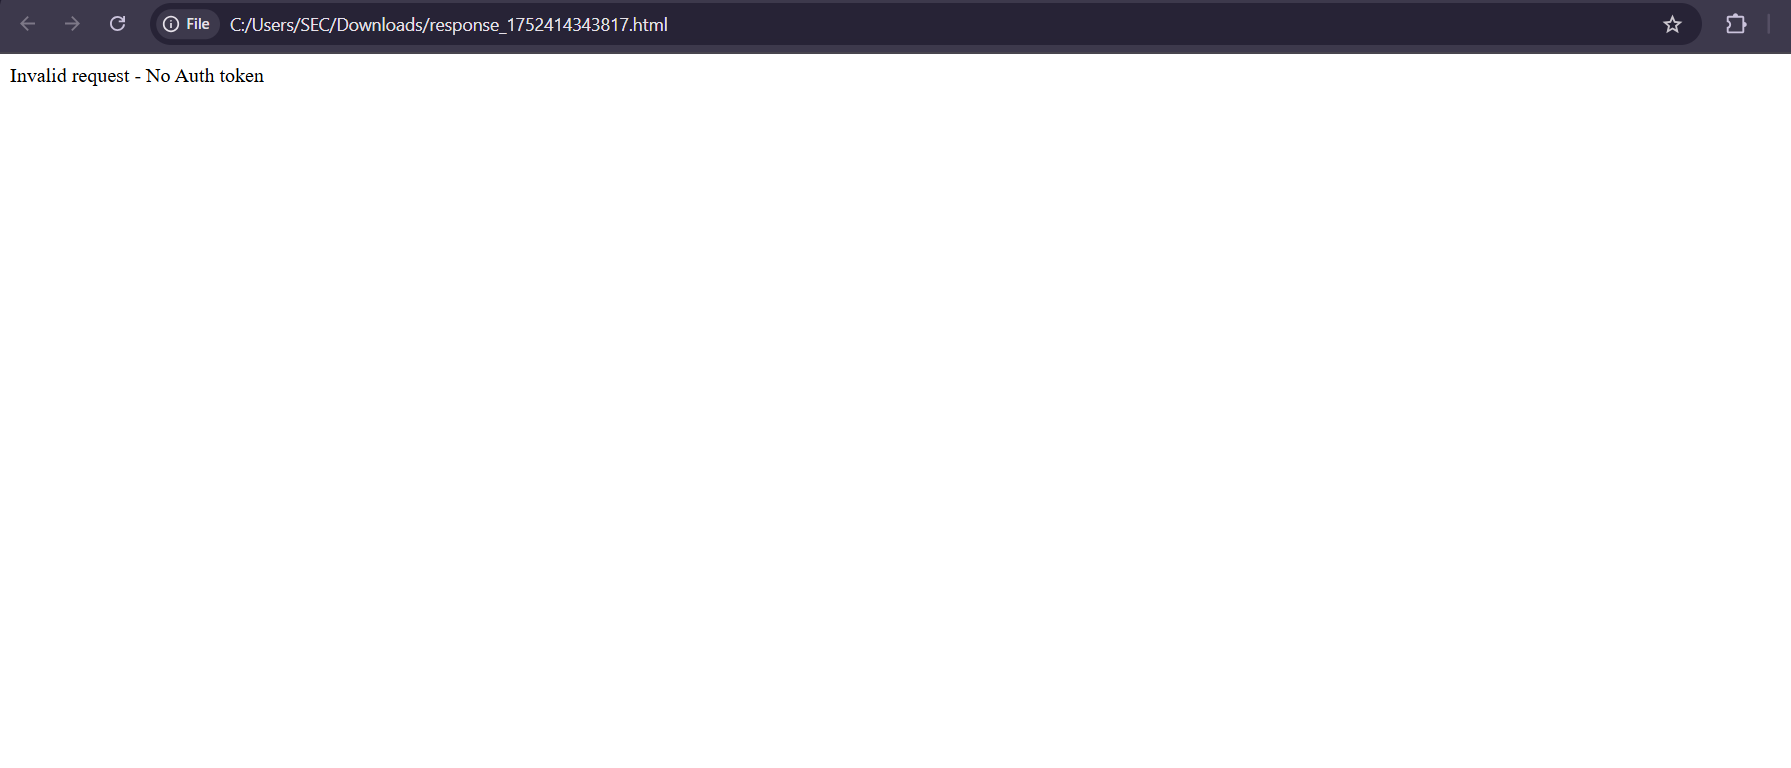 File C:/Users/SEC/Downloads/response_1752414343817.html
Invalid request - No Auth token